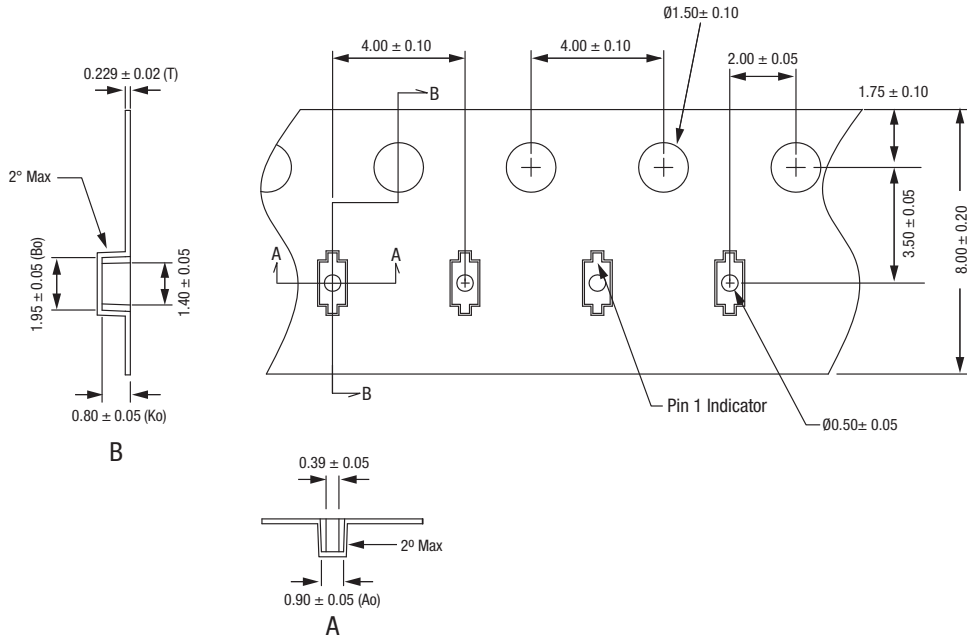 Ø1.50± 0.10
4.00 ± 0.10
4.00 ± 0.10
2.00 ± 0.05
0.229 ± 0.02 (T)
B
1.75 ± 0.10
2° Max
3.50 ± 0.05
8.00 ± 0.20
A
A
1.95 ± 0.05 (Bo)
1.40 ± 0.05
B
Pin 1 Indicator
0.80 ± 0.05 (Ko)
Ø0.50± 0.05
B
0.39 ± 0.05
2º Max
0.90 ± 0.05 (Ao)
A